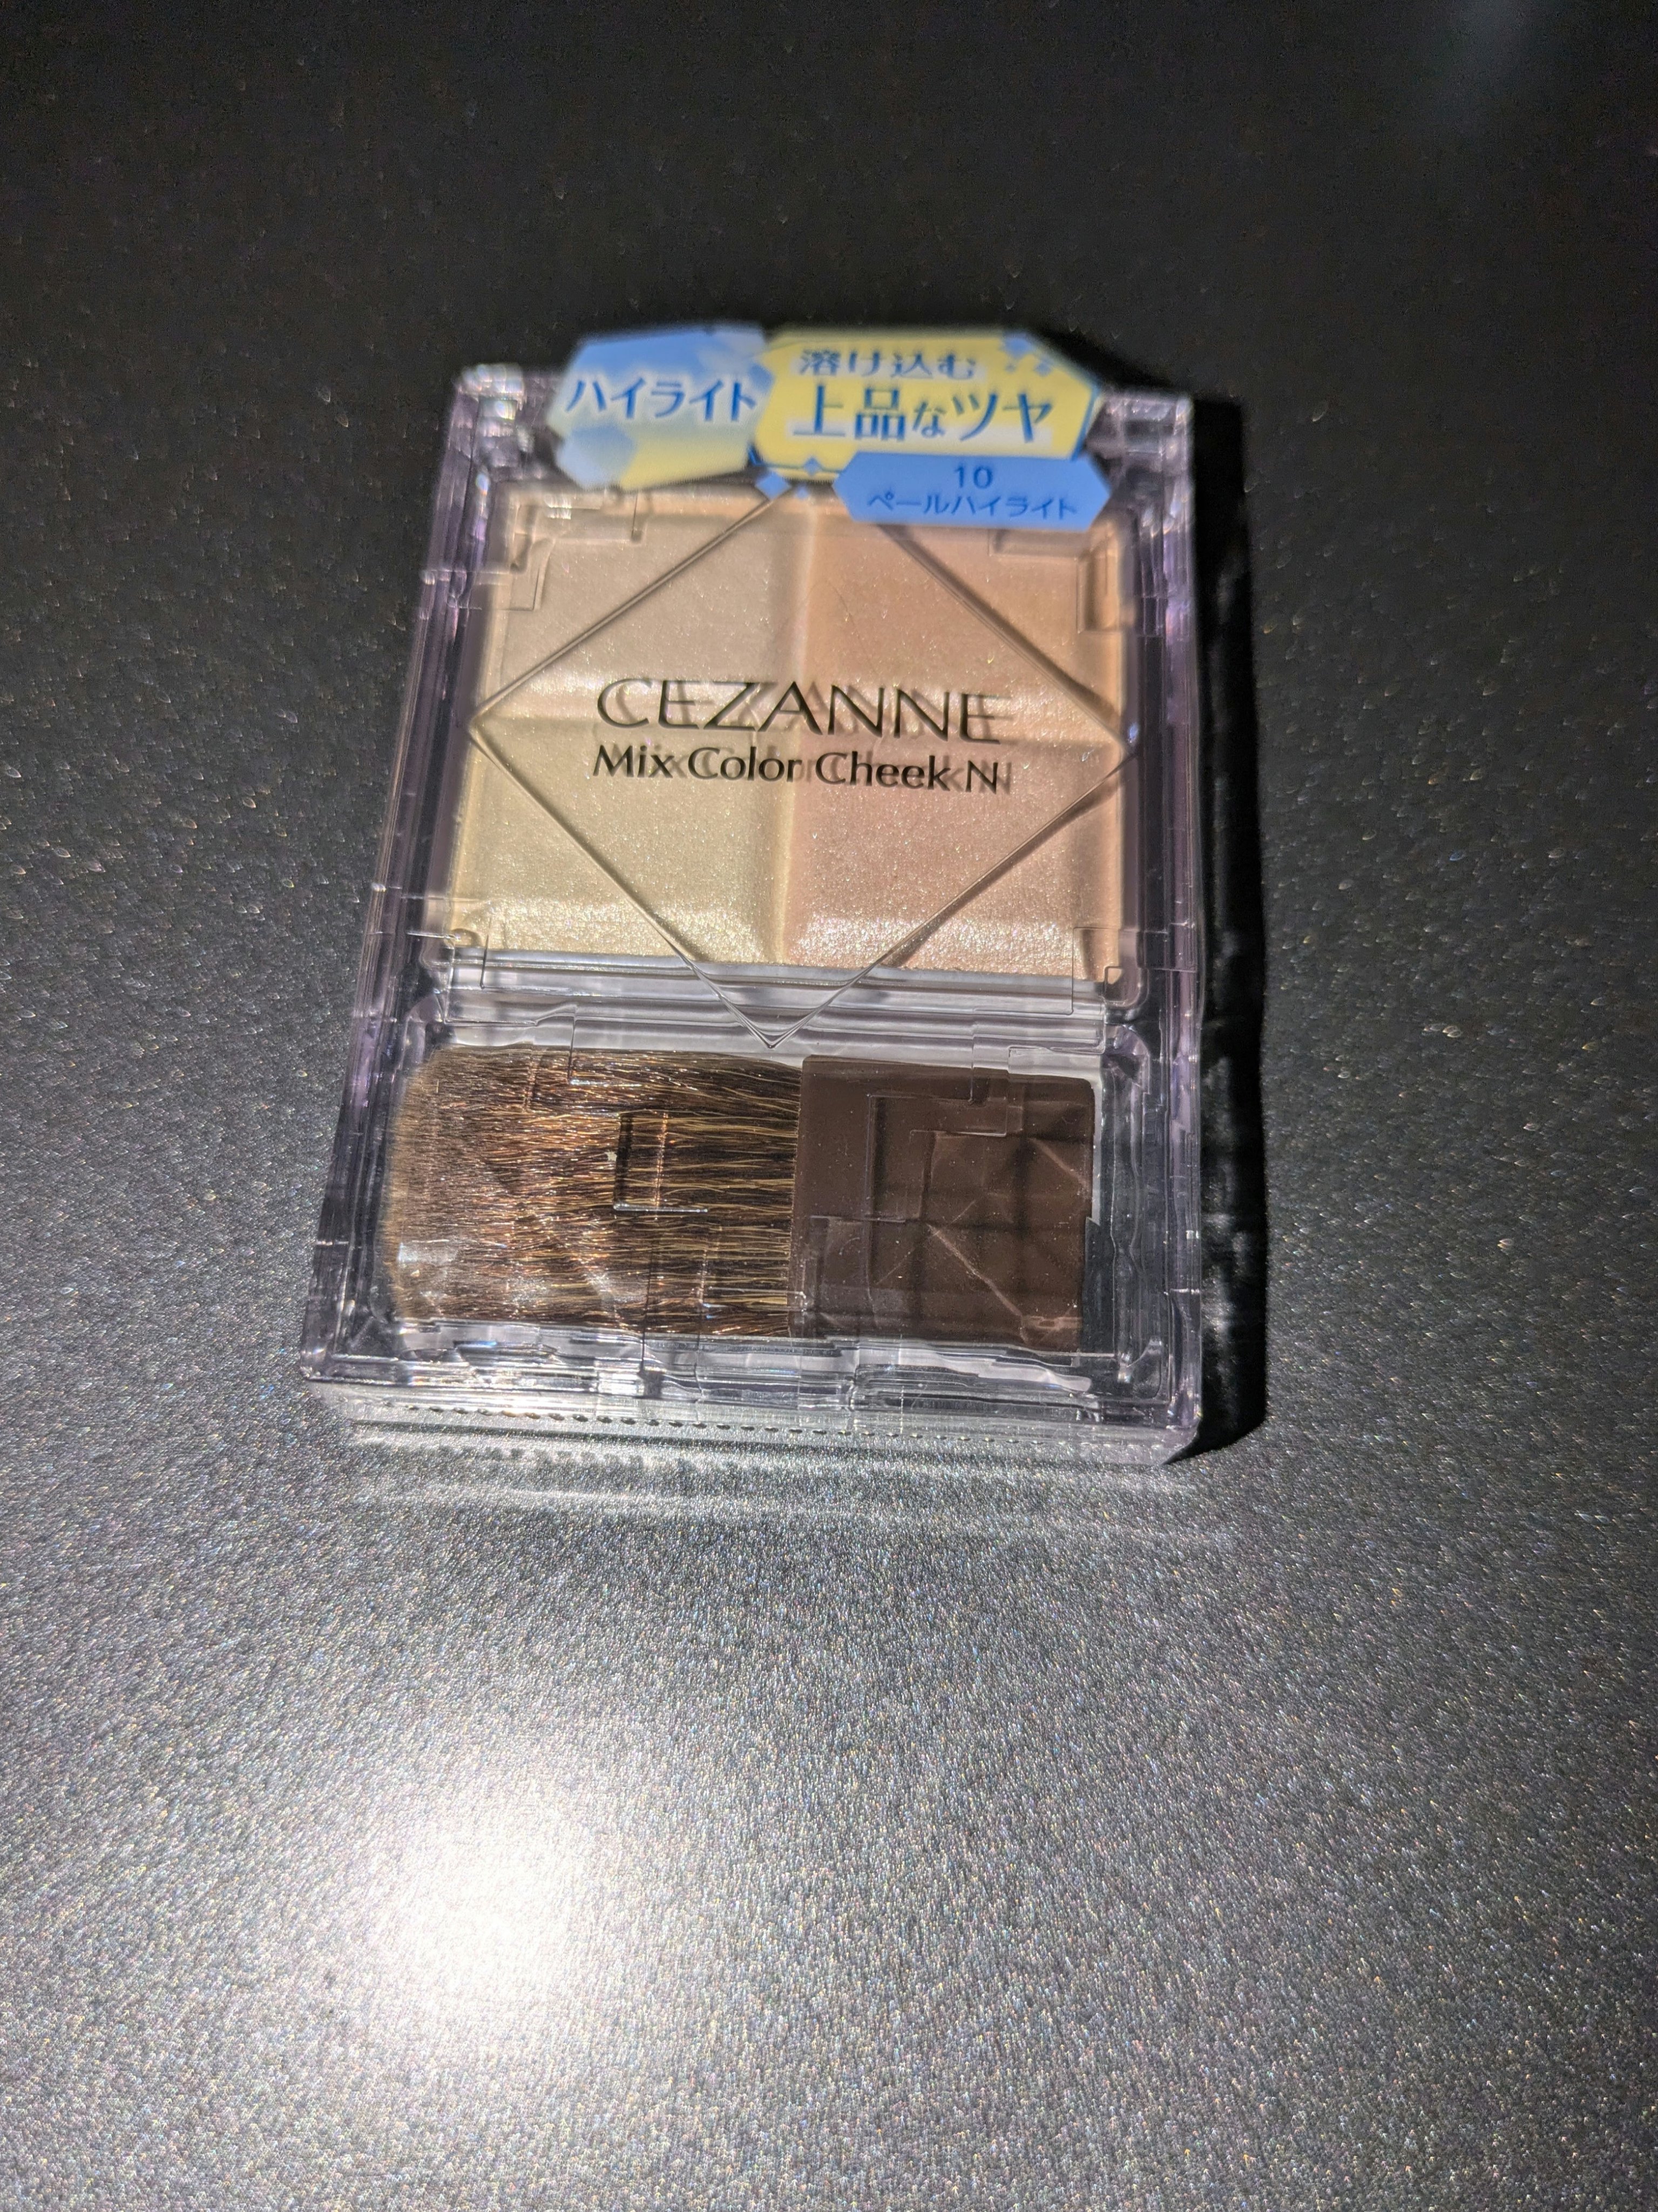 ハイライト
溶け込む
上品なツヤ
10
ペールハイライト
CEZANNE
Mix Color Cheek N